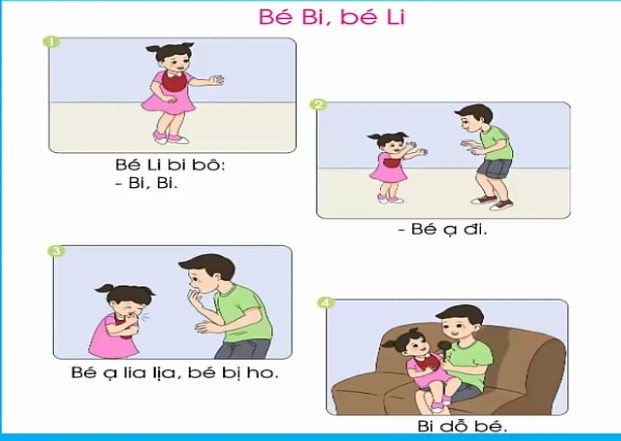 Bé Bi, bé Li
1
Bé Li bi bô:
- Bi, Bi.
2
- Bé ạ đi.
3
Bé ạ lia lịa, bé bị ho.
4
Bi dỗ bé.